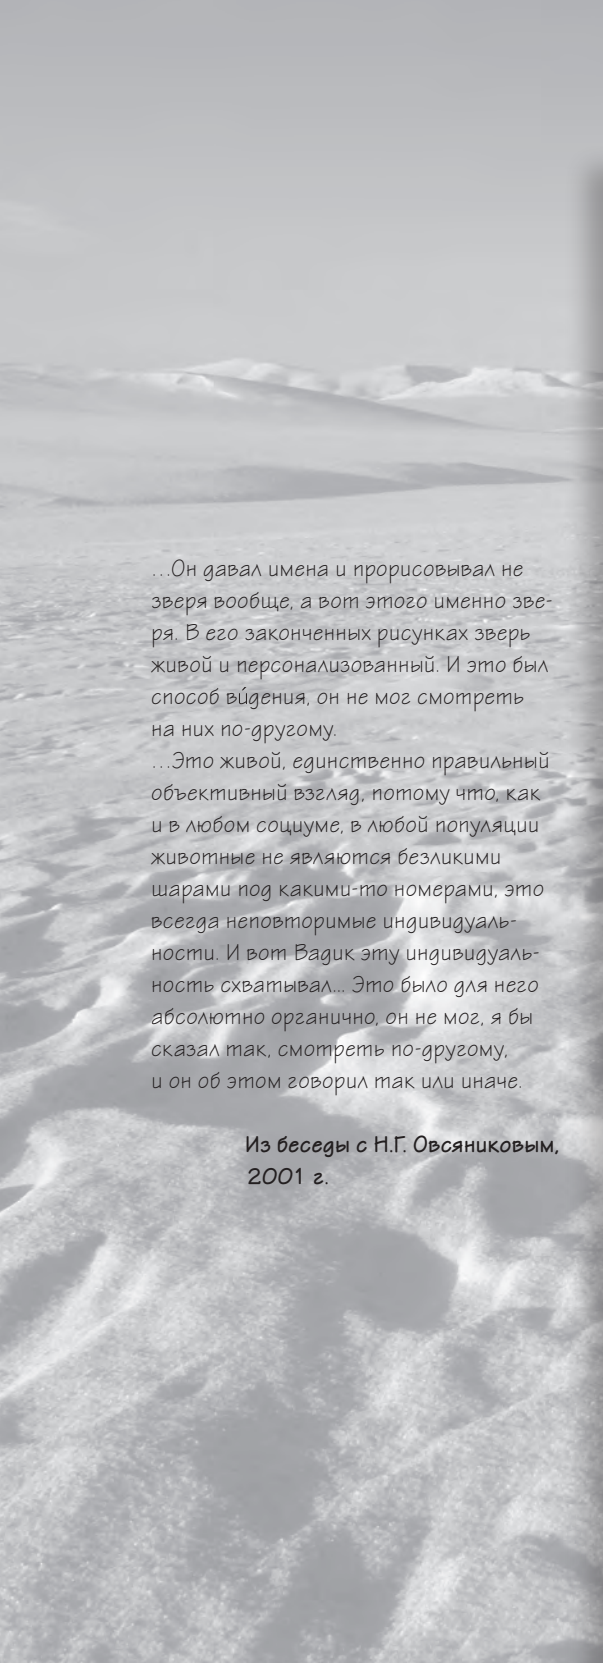 …Он давал имена и прорисовывал не
зверя вообще, а вот этого именно зве-
ря. В его законченных рисунках зверь
живой и персонализованный. И это был
способ ви́дения, он не мог смотреть
на них по-другому.
…Это живой, единственно правильный
объективный взгляд, потому что, как
и в любом социуме, в любой популяции
животные не являются безликими
шарами под какими-то номерами, это
всегда неповторимые индивидуаль-
ности. И вот Вадик эту индивидуаль-
ность схватывал... Это было для него
абсолютно органично, он не мог, я бы
сказал так, смотреть по-другому,
и он об этом говорил так или иначе.
Из беседы с Н.Г. Овсяниковым,
2001 г.